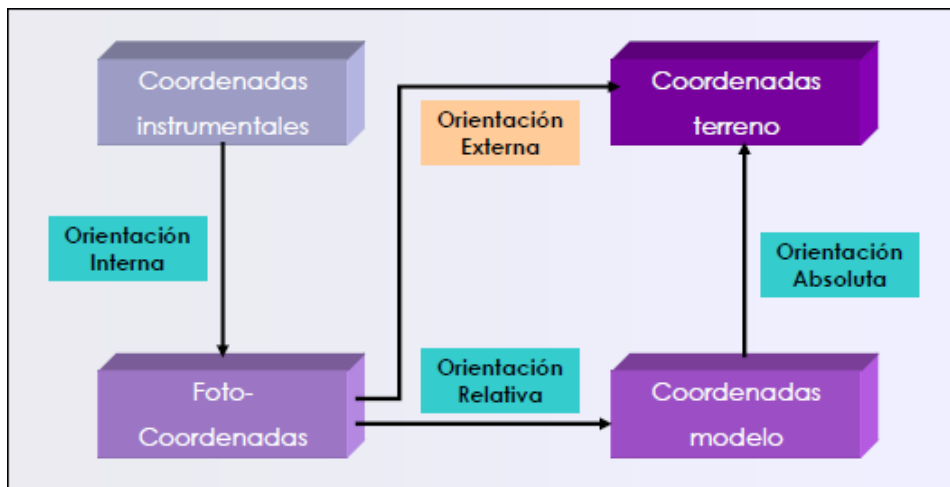 Coordenadas
instrumentales
Coordenadas
terreno
Orientación
Externa
Orientación
Interna
Orientación
Absoluta
Foto-
Coordenadas
Orientación
Relativa
Coordenadas
modelo